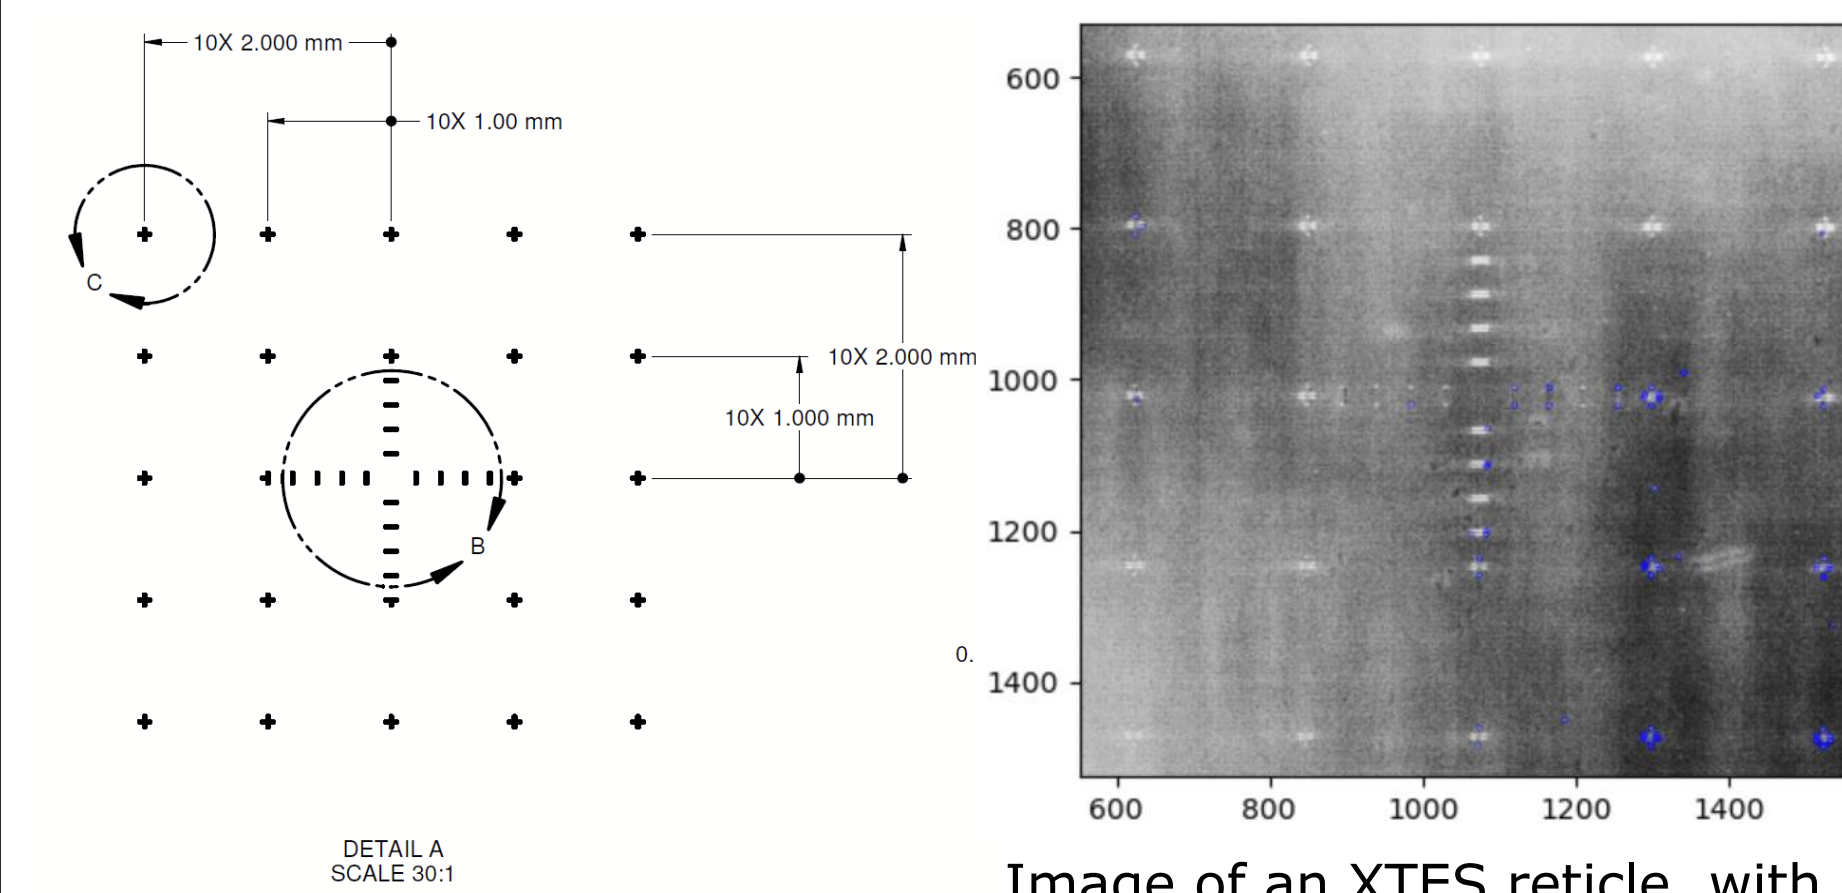 10X 2.000 mm
10X 1.00 mm
C
10X 2.000 mm
10X 1.000 mm
B
0.
DETAIL A
SCALE 30:1
600
800
1000
1200
1400
600
800
1000
1200
1400
Image of an XTES reticle, with